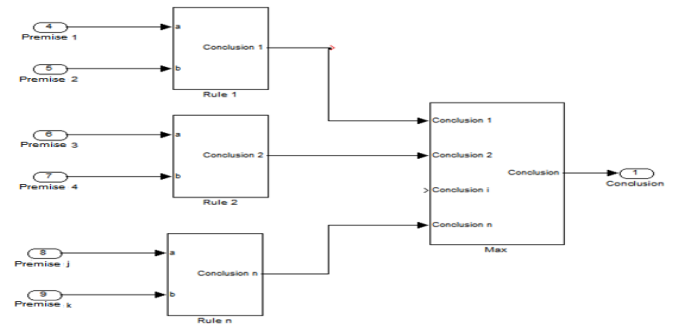 4
Premise 1
5
Premise 2
a
b
Conclusion 1
Rule 1
6
Premise 3
7
Premise 4
a
b
Conclusion 2
Rule 2
8
Premise j
9
Premise k
a
b
Conclusion n
Rule n
Conclusion 1
Conclusion 2
Conclusion i
Conclusion n
Conclusion
Max
1
Conclusion